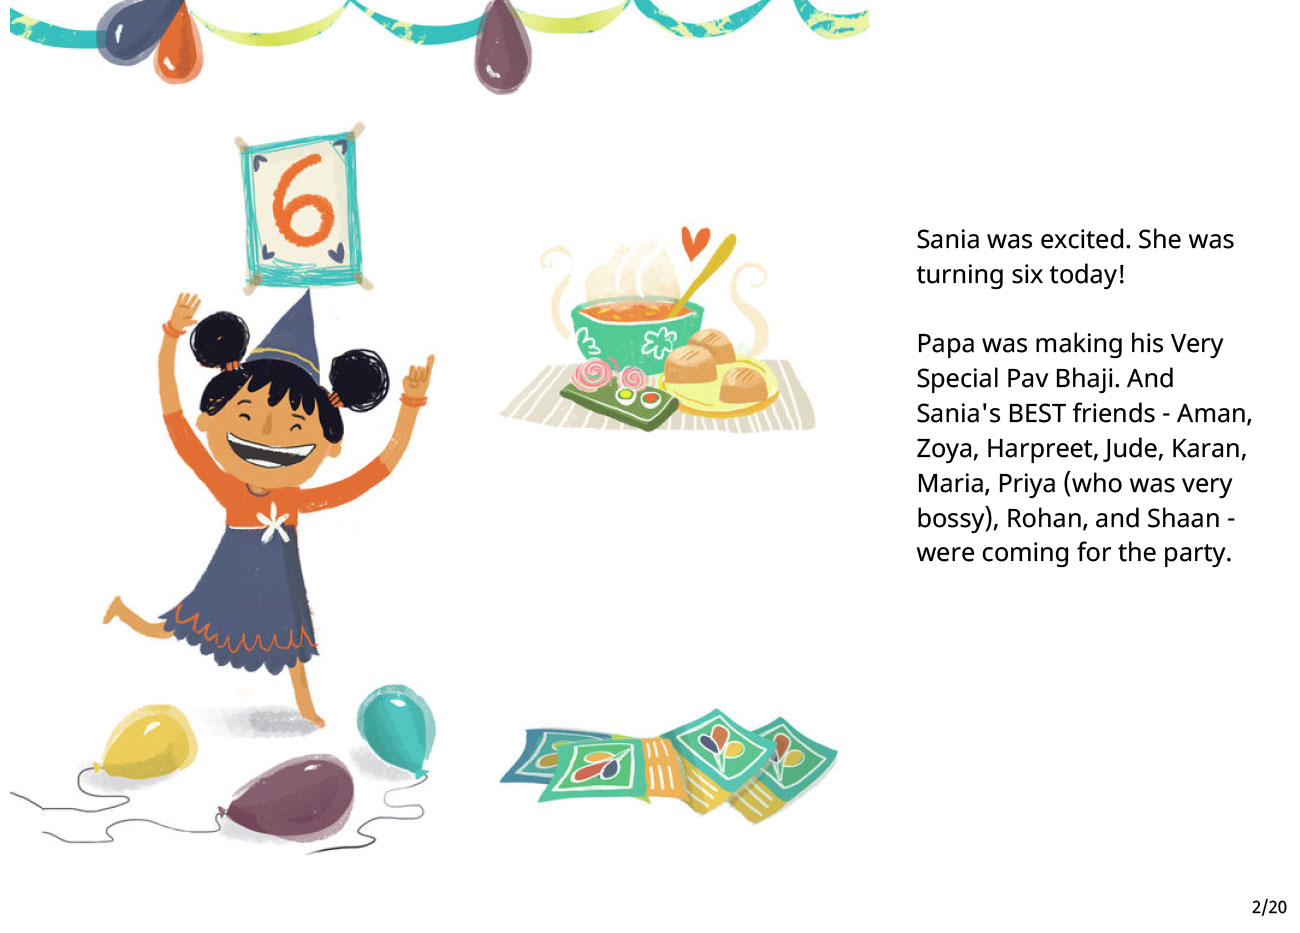 6
Sania was excited. She was
turning six today!
Papa was making his Very
Special Pav Bhaji. And
Sania's BEST friends - Aman,
Zoya, Harpreet, Jude, Karan,
Maria, Priya (who was very
bossy), Rohan, and Shaan -
were coming for the party.
2/20